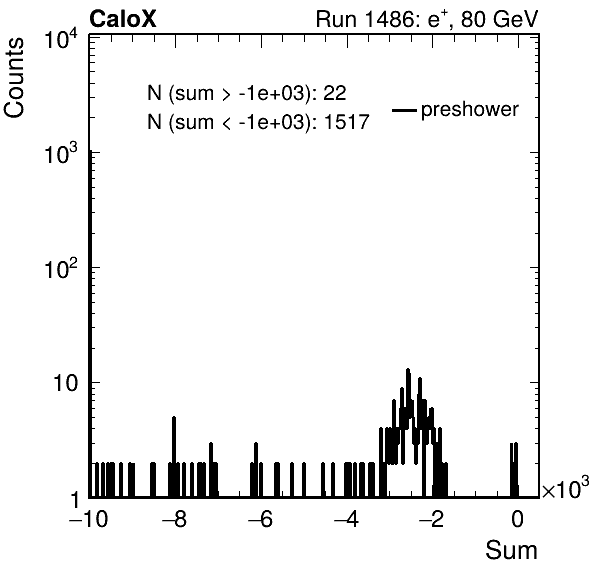 CaloX Run 1486: e⁺, 80 GeV
Counts
10⁴
N (sum > -1e+03): 22
N (sum < -1e+03): 1517
preshower
10³
10²
10
1
−10 −8 −6 −4 −2 0 ×10³
Sum